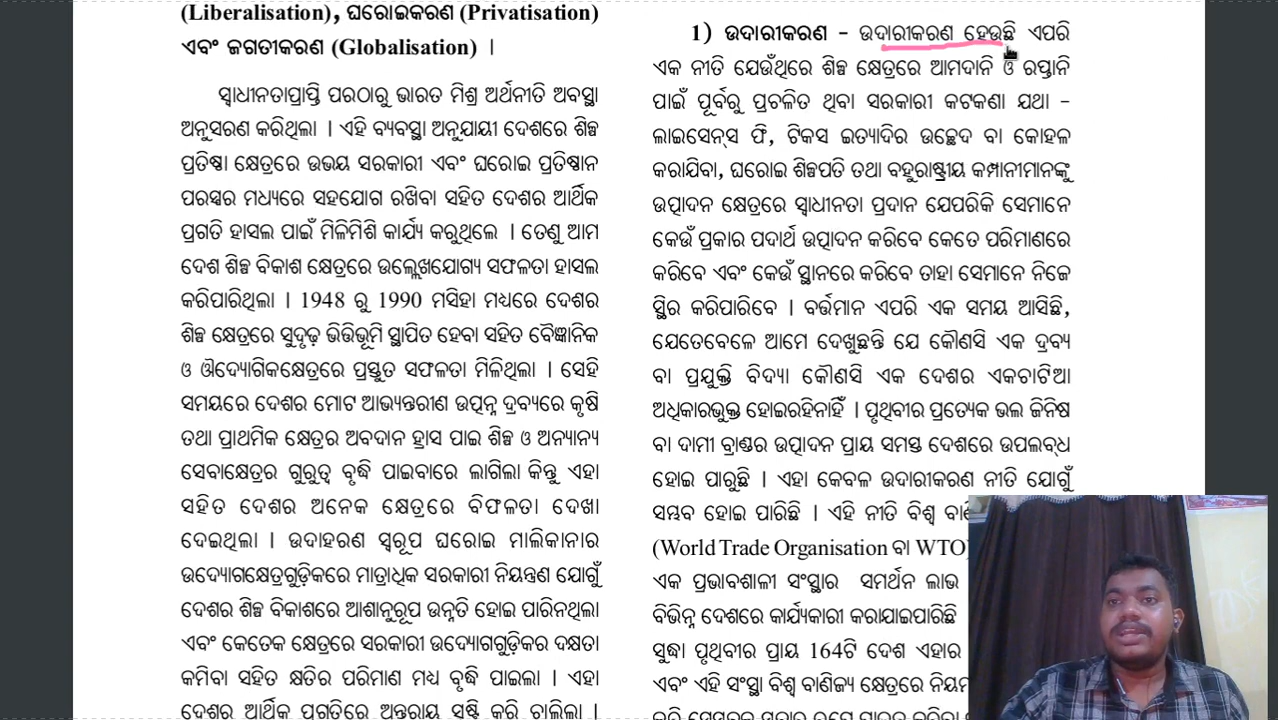 (Liberalisation), ଘରୋଇକରଣ (Privatisation)
ଏବଂ ଜଗତୀକରଣ (Globalisation) ।
ସ୍ୱାଧୀନତାପ୍ରାପ୍ତି ପରଠାରୁ ଭାରତ ମିଶ୍ର ଅର୍ଥନୀତି ଅବସ୍ଥା
ଅନୁସରଣ କରିଥିଲା । ଏହି ବ୍ୟବସ୍ଥା ଅନୁଯାୟୀ ଦେଶରେ ଶିଳ୍ପ
ପ୍ରତିଷ୍ଠା କ୍ଷେତ୍ରରେ ଉଭୟ ସରକାରୀ ଏବଂ ଘରୋଇ ପ୍ରତିଷ୍ଠାନ
ପରସ୍ପର ମଧ୍ୟରେ ସହଯୋଗ ରଖିବା ସହିତ ଦେଶର ଆର୍ଥିକ
ପ୍ରଗତି ହାସଲ ପାଇଁ ମିଳିମିଶି କାର୍ଯ୍ୟ କରୁଥିଲେ । ତେଣୁ ଆମ
ଦେଶ ଶିଳ୍ପ ବିକାଶ କ୍ଷେତ୍ରରେ ଉଲ୍ଲେଖଯୋଗ୍ୟ ସଫଳତା ହାସଲ
କରିପାରିଥିଲା । 1948 ରୁ 1990 ମସିହା ମଧ୍ୟରେ ଦେଶର
ଶିଳ୍ପ କ୍ଷେତ୍ରରେ ସୁଦୃଢ଼ ଭିତ୍ତିଭୂମି ସ୍ଥାପିତ ହେବା ସହିତ ବୈଜ୍ଞାନିକ
ଓ ଔଦ୍ୟୋଗିକକ୍ଷେତ୍ରରେ ପ୍ରସ୍ତୁତ ସଫଳତା ମିଳିଥିଲା । ସେହି
ସମୟରେ ଦେଶର ମୋଟ ଆଭ୍ୟନ୍ତରୀଣ ଉତ୍ପନ୍ନ ଦ୍ରବ୍ୟରେ କୃଷି
ତଥା ପ୍ରାଥମିକ କ୍ଷେତ୍ରର ଅବଦାନ ହ୍ରାସ ପାଇ ଶିଳ୍ପ ଓ ଅନ୍ୟାନ୍ୟ
ସେବାକ୍ଷେତ୍ରର ଗୁରୁତ୍ୱ ବୃଦ୍ଧି ପାଇବାରେ ଲାଗିଲା କିନ୍ତୁ ଏହା
ସହିତ ଦେଶର ଅନେକ କ୍ଷେତ୍ରରେ ବିଫଳତା ଦେଖା
ଦେଇଥିଲା । ଉଦାହରଣ ସ୍ୱରୂପ ଘରୋଇ ମାଲିକାନାର
ଉଦ୍ୟୋଗକ୍ଷେତ୍ରଗୁଡ଼ିକରେ ମାତ୍ରାଧିକ ସରକାରୀ ନିୟନ୍ତ୍ରଣ ଯୋଗୁଁ
ଦେଶର ଶିଳ୍ପ ବିକାଶରେ ଆଶାନୁରୂପ ଉନ୍ନତି ହୋଇ ପାରିନଥିଲା
ଏବଂ କେତେକ କ୍ଷେତ୍ରରେ ସରକାରୀ ଉଦ୍ୟୋଗଗୁଡ଼ିକର ଦକ୍ଷତା
କମିବା ସହିତ କ୍ଷତିର ପରିମାଣ ମଧ୍ୟ ବୃଦ୍ଧି ପାଇଲା । ଏହା
ଦେଶର ଆର୍ଥିକ ପ୍ରଗତିରେ ଅନ୍ତରାୟ ସୃଷ୍ଟି କରି ଚାଲିଲା ।
1) ଉଦାରୀକରଣ - ଉଦାରୀକରଣ ହେଉଛି ଏପରି
ଏକ ନୀତି ଯେଉଁଥିରେ ଶିଳ୍ପ କ୍ଷେତ୍ରରେ ଆମଦାନି ଓ ରପ୍ତାନି
ପାଇଁ ପୂର୍ବରୁ ପ୍ରଚଳିତ ଥିବା ସରକାରୀ କଟକଣା ଯଥା -
ଲାଇସେନ୍ସ ଫି, ଟିକସ ଇତ୍ୟାଦିର ଉଚ୍ଛେଦ ବା କୋହଳ
କରାଯିବା, ଘରୋଇ ଶିଳ୍ପପତି ତଥା ବହୁରାଷ୍ଟ୍ରୀୟ କମ୍ପାନୀମାନଙ୍କୁ
ଉତ୍ପାଦନ କ୍ଷେତ୍ରରେ ସ୍ୱାଧୀନତା ପ୍ରଦାନ ଯେପରିକି ସେମାନେ
କେଉଁ ପ୍ରକାର ପଦାର୍ଥ ଉତ୍ପାଦନ କରିବେ କେତେ ପରିମାଣରେ
କରିବେ ଏବଂ କେଉଁ ସ୍ଥାନରେ କରିବେ ତାହା ସେମାନେ ନିଜେ
ସ୍ଥିର କରିପାରିବେ । ବର୍ତ୍ତମାନ ଏପରି ଏକ ସମୟ ଆସିଛି,
ଯେତେବେଳେ ଆମେ ଦେଖୁଛନ୍ତି ଯେ କୌଣସି ଏକ ଦ୍ରବ୍ୟ
ବା ପ୍ରଯୁକ୍ତି ବିଦ୍ୟା କୌଣସି ଏକ ଦେଶର ଏକଚାଟିଆ
ଅଧିକାରଭୁକ୍ତ ହୋଇରହିନାହିଁ । ପୃଥିବୀର ପ୍ରତ୍ୟେକ ଭଲ ଜିନିଷ
ବା ଦାମୀ ବ୍ରାଣ୍ଡର ଉତ୍ପାଦନ ପ୍ରାୟ ସମସ୍ତ ଦେଶରେ ଉପଲବ୍ଧ
ହୋଇ ପାରୁଛି । ଏହା କେବଳ ଉଦାରୀକରଣ ନୀତି ଯୋଗୁଁ
ସମ୍ଭବ ହୋଇ ପାରିଛି । ଏହି ନୀତି ବିଶ୍ୱ
(World Trade Organisation ବା WTO)
ଏକ ପ୍ରଭାବଶାଳୀ ସଂସ୍ଥାର ସମର୍ଥନ ଲାଭ
ବିଭିନ୍ନ ଦେଶରେ କାର୍ଯ୍ୟକାରୀ କରାଯାଇପାରିଛି
ସୁଦ୍ଧା ପୃଥିବୀର ପ୍ରାୟ 164ଟି ଦେଶ ଏହାର
ଏବଂ ଏହି ସଂସ୍ଥା ବିଶ୍ୱ ବାଣିଜ୍ୟ କ୍ଷେତ୍ରରେ